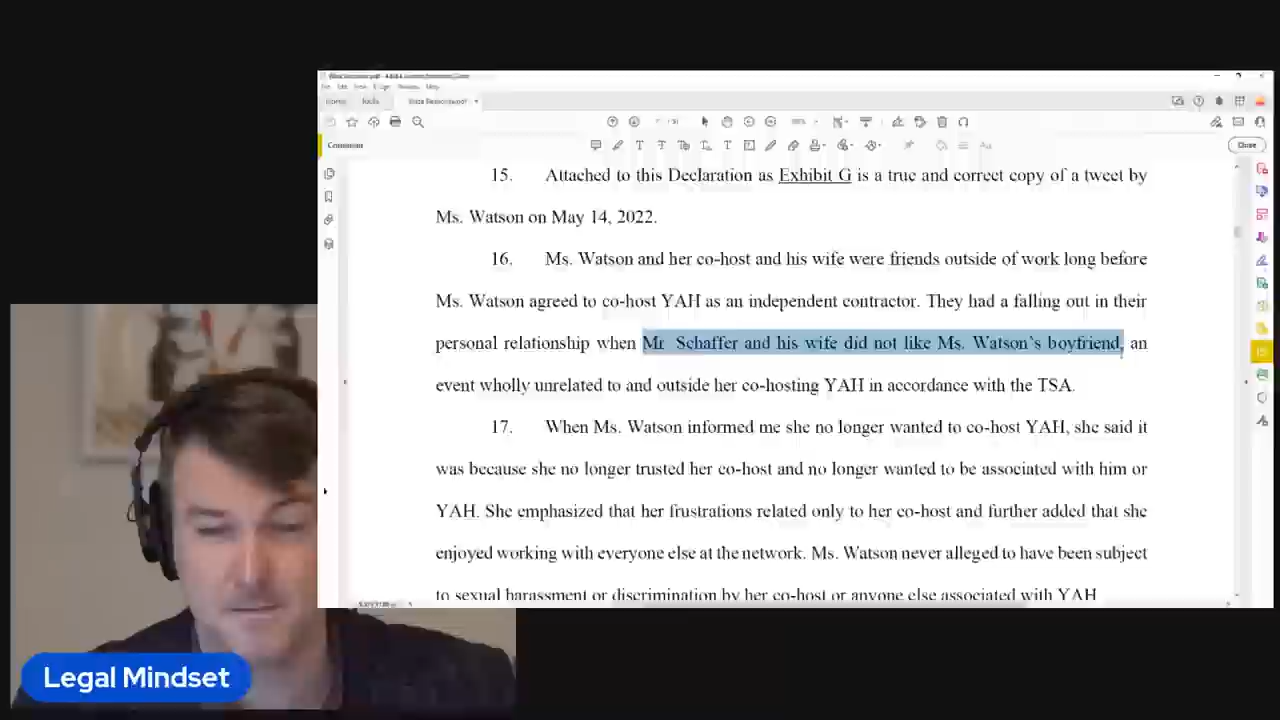 Close
15. Attached to this Declaration as Exhibit G is a true and correct copy of a tweet by
Ms. Watson on May 14, 2022.
16. Ms. Watson and her co-host and his wife were friends outside of work long before
Ms. Watson agreed to co-host YAH as an independent contractor. They had a falling out in their
personal relationship when Mr. Schaffer and his wife did not like Ms. Watson's boyfriend, an
event wholly unrelated to and outside her co-hosting YAH in accordance with the TSA.
17. When Ms. Watson informed me she no longer wanted to co-host YAH, she said it
was because she no longer trusted her co-host and no longer wanted to be associated with him or
YAH. She emphasized that her frustrations related only to her co-host and further added that she
enjoyed working with everyone else at the network. Ms. Watson never alleged to have been subject
to sexual harassment or discrimination by her co-host or anyone else associated with YAH
Legal Mindset